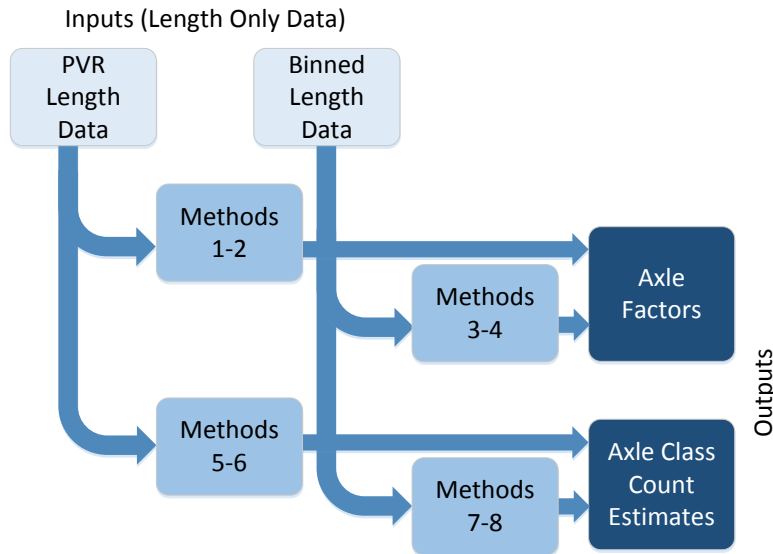 Inputs (Length Only Data)
PVR
Length
Data
Binned
Length
Data
Methods
1-2
Methods
3-4
Axle
Factors
Methods
5-6
Methods
7-8
Axle Class
Count
Estimates
Outputs